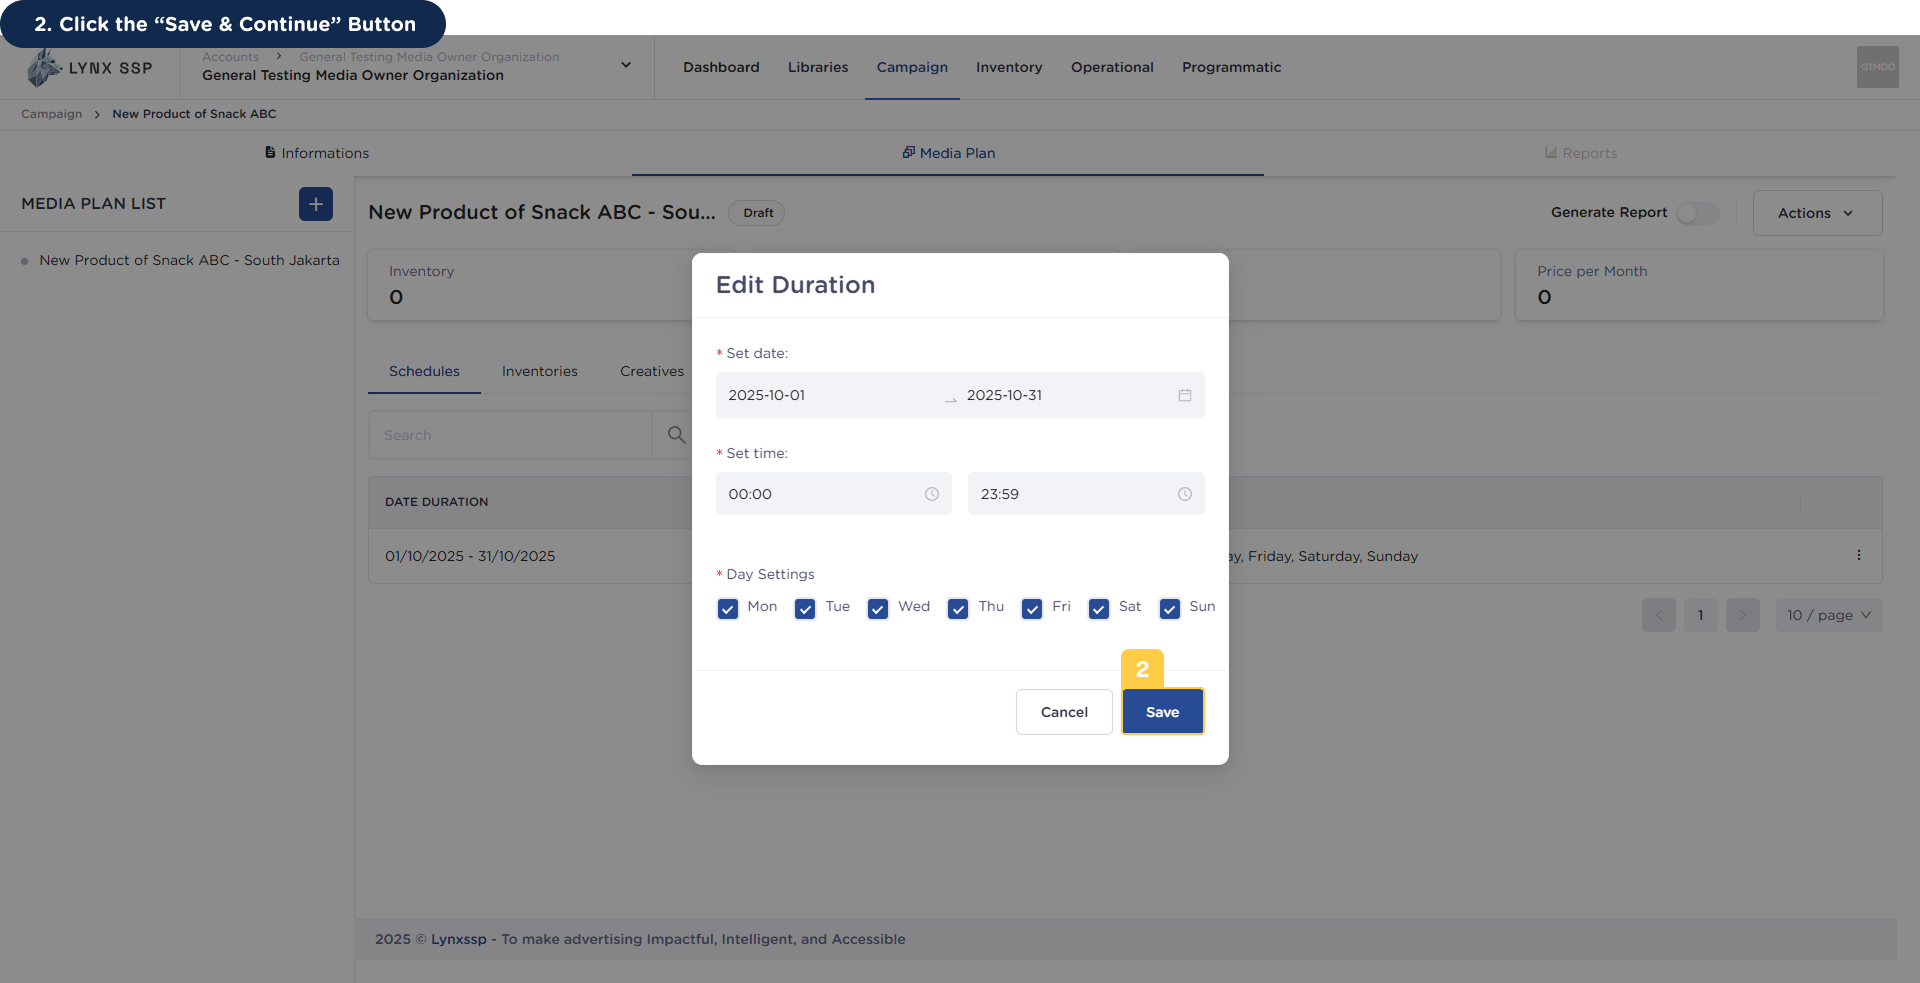 2. Click the “Save & Continue” Button
LYNX SSP
Accounts > General Testing Media Owner Organization
General Testing Media Owner Organization
Dashboard Libraries Campaign Inventory Operational Programmatic
GTMOO
Campaign > New Product of Snack ABC
Informations Media Plan Reports
MEDIA PLAN LIST
+
New Product of Snack ABC - South Jakarta
New Product of Snack ABC - Sou...
Draft
Generate Report
Actions
Inventory
0
Price per Month
0
Schedules Inventories Creatives
Search
DATE DURATION
01/10/2025 - 31/10/2025
ay, Friday, Saturday, Sunday
< 1 > 10 / page
Edit Duration
* Set date:
2025-10-01 → 2025-10-31
* Set time:
00:00 23:59
* Day Settings
Mon Tue Wed Thu Fri Sat Sun
2
Cancel Save
2025 © Lynxssp - To make advertising Impactful, Intelligent, and Accessible